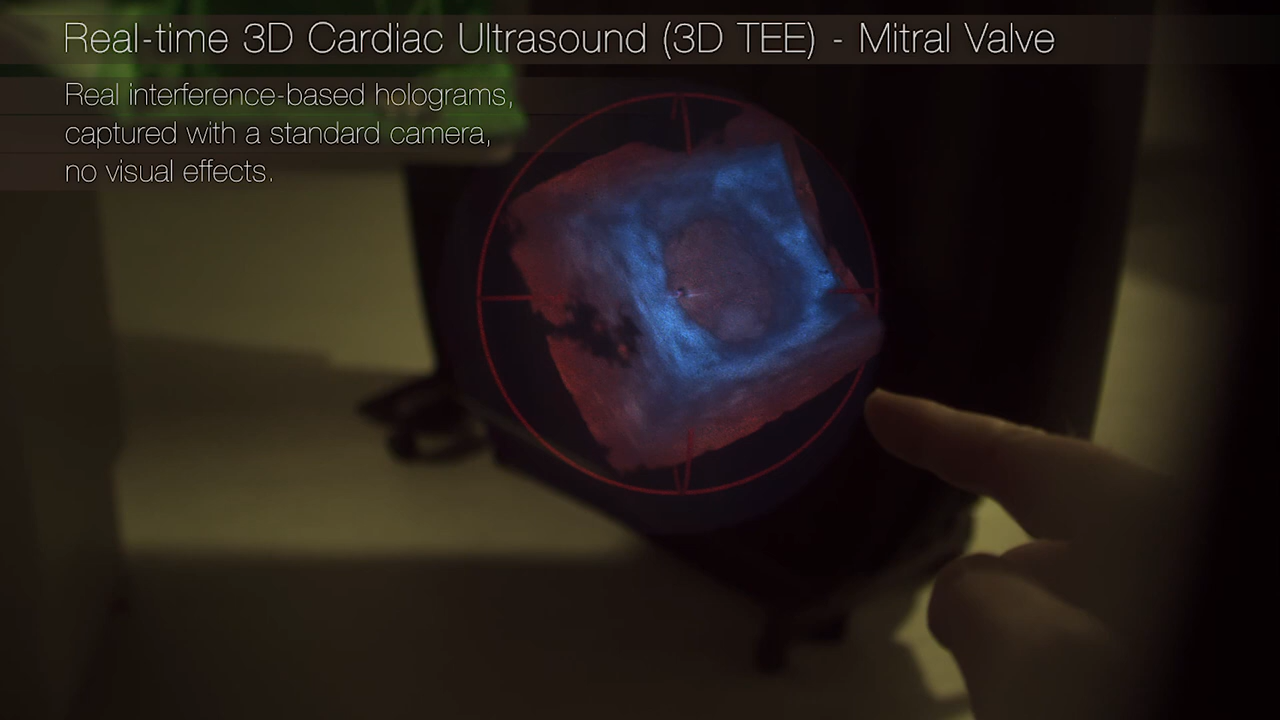 Real-time 3D Cardiac Ultrasound (3D TEE) - Mitral Valve
Real interference-based holograms,
captured with a standard camera,
no visual effects.